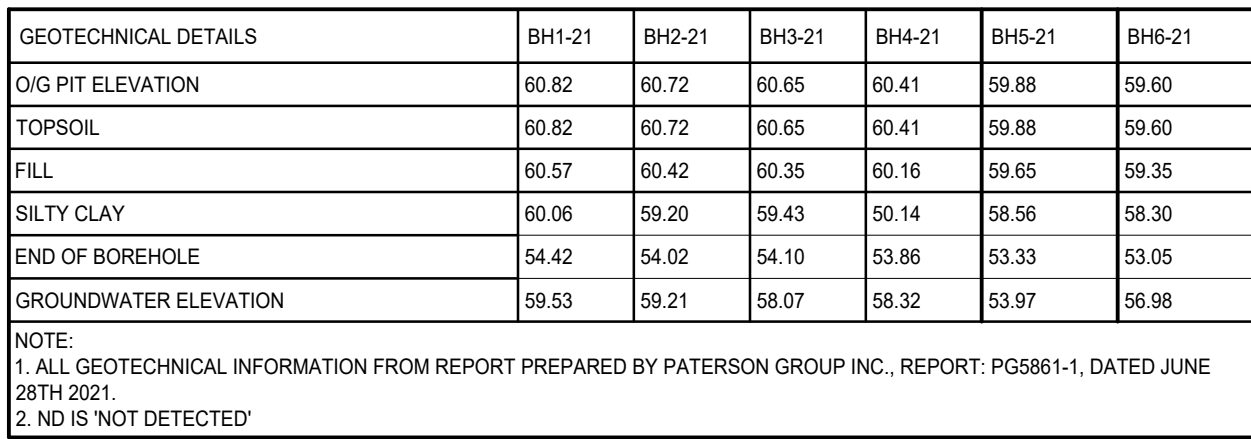 GEOTECHNICAL DETAILS BH1-21 BH2-21 BH3-21 BH4-21 BH5-21 BH6-21
O/G PIT ELEVATION 60.82 60.72 60.65 60.41 59.88 59.60
TOPSOIL 60.82 60.72 60.65 60.41 59.88 59.60
FILL 60.57 60.42 60.35 60.16 59.65 59.35
SILTY CLAY 60.06 59.20 59.43 50.14 58.56 58.30
END OF BOREHOLE 54.42 54.02 54.10 53.86 53.33 53.05
GROUNDWATER ELEVATION 59.53 59.21 58.07 58.32 53.97 56.98
NOTE:
1. ALL GEOTECHNICAL INFORMATION FROM REPORT PREPARED BY PATERSON GROUP INC., REPORT: PG5861-1, DATED JUNE
28TH 2021.
2. ND IS 'NOT DETECTED'